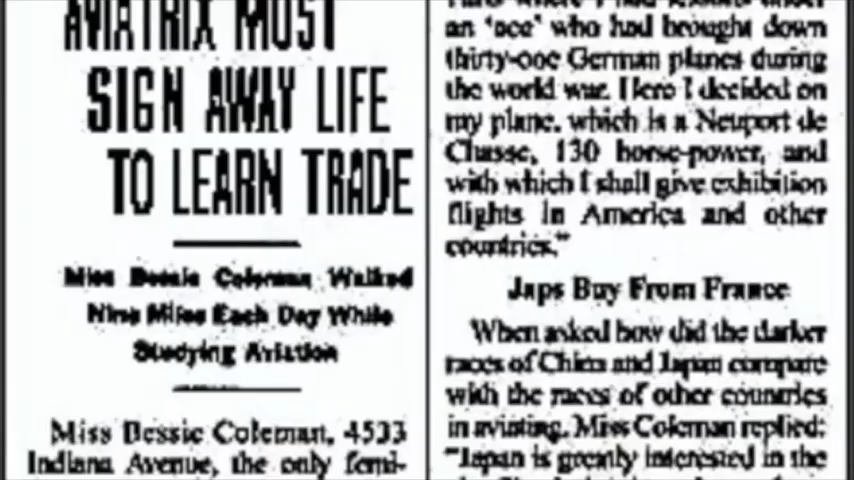 AVIATRIX MUST
SIGN AWAY LIFE
TO LEARN TRADE
Miss Bessie Coleman Walked
Nine Miles Each Day While
Studying Aviation
Miss Bessie Coleman, 4533
Indiana Avenue, the only femi-
Paris where I had lessons under
an 'ace' who had brought down
thirty-one German planes during
the world war. Here I decided on
my plane, which is a Neuport de
Chasse, 130 horse-power, and
with which I shall give exhibition
flights in America and other
countries."
Japs Buy From France
When asked how did the darker
races of China and Japan compare
with the races of other countries
in aviating, Miss Coleman replied:
"Japan is greatly interested in the